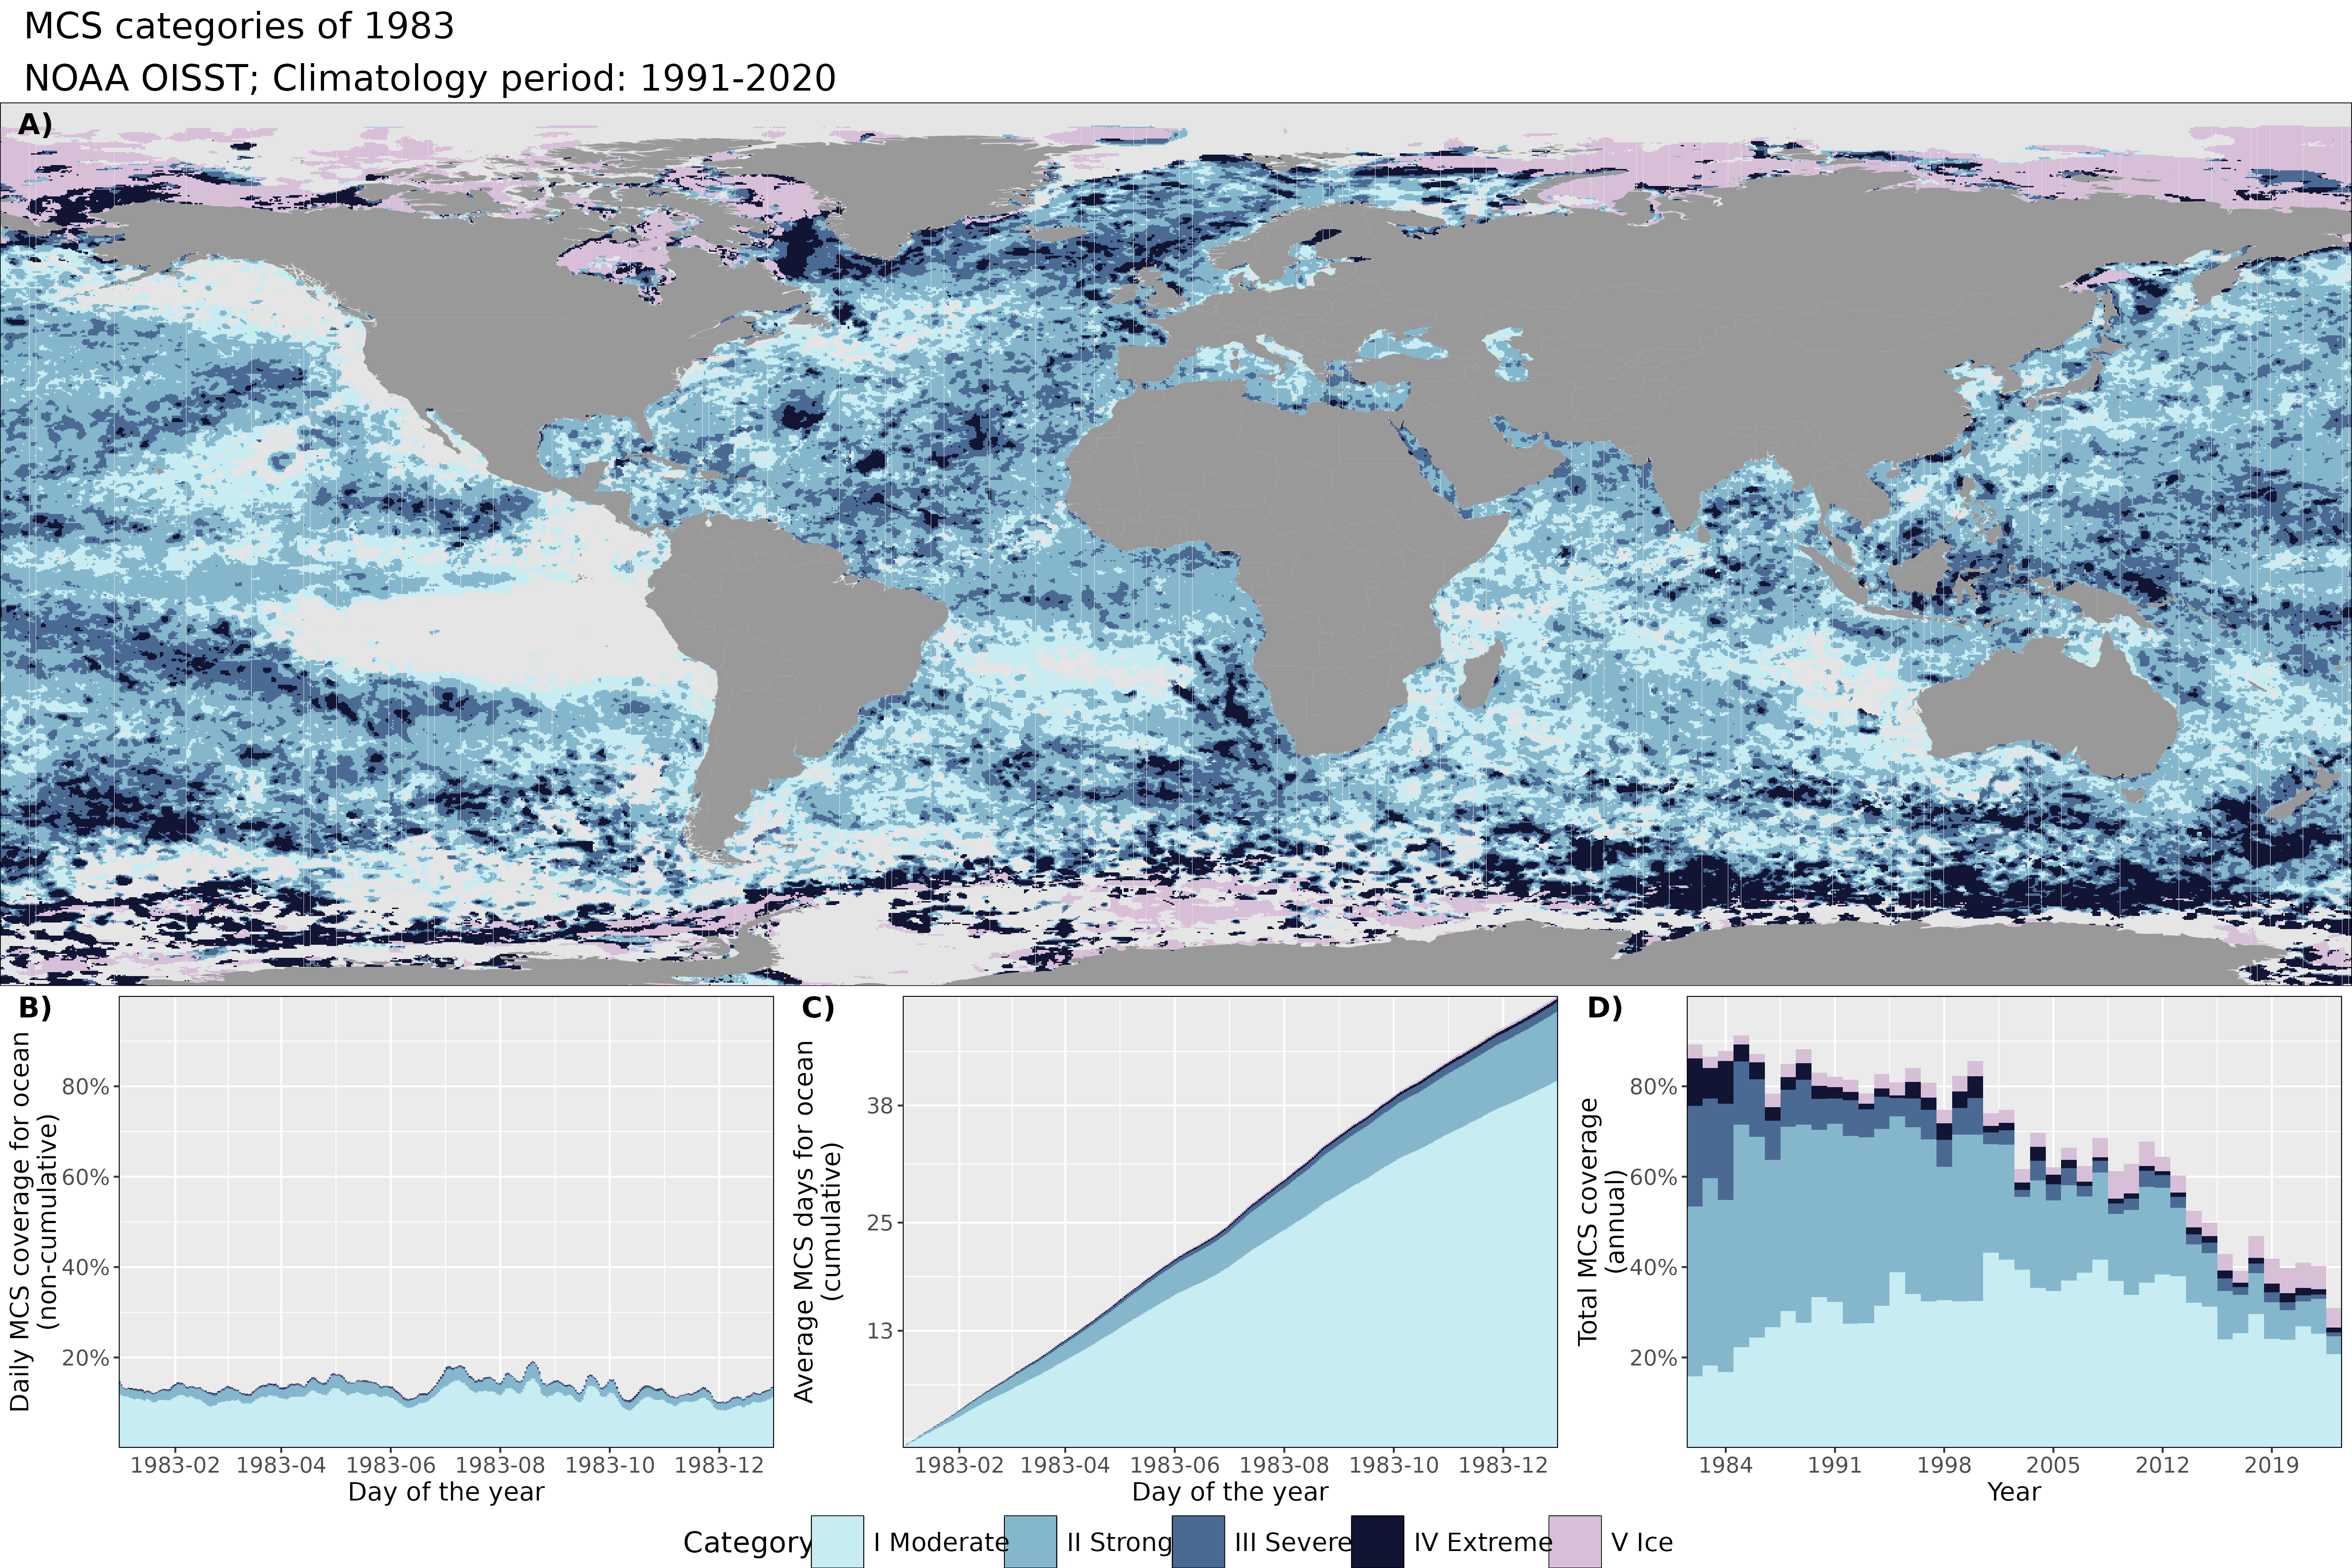 MCS categories of 1983
NOAA OISST; Climatology period: 1991-2020
A)
B)
Daily MCS coverage for ocean
(non-cumulative)
80%
60%
40%
20%
1983-02 1983-04 1983-06 1983-08 1983-10 1983-12
Day of the year
C)
Average MCS days for ocean
(cumulative)
38
25
13
1983-02 1983-04 1983-06 1983-08 1983-10 1983-12
Day of the year
D)
Total MCS coverage
(annual)
80%
60%
40%
20%
1984 1991 1998 2005 2012 2019
Year
Category I Moderate II Strong III Severe IV Extreme V Ice